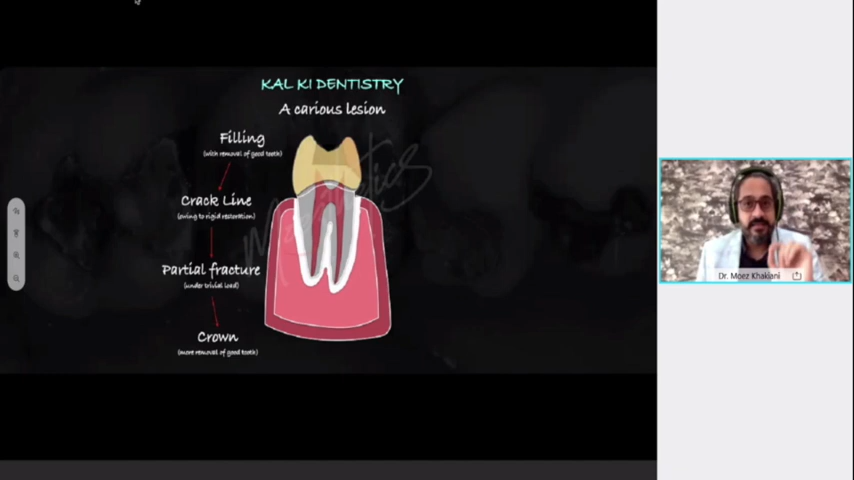 KAL KI DENTISTRY
A carious lesion
Filling
(with removal of good teeth)
Crack Line
(owing to rigid restoration)
Partial fracture
(under trivial load)
Crown
(more removal of good tooth)
Dr. Moez Khakiani